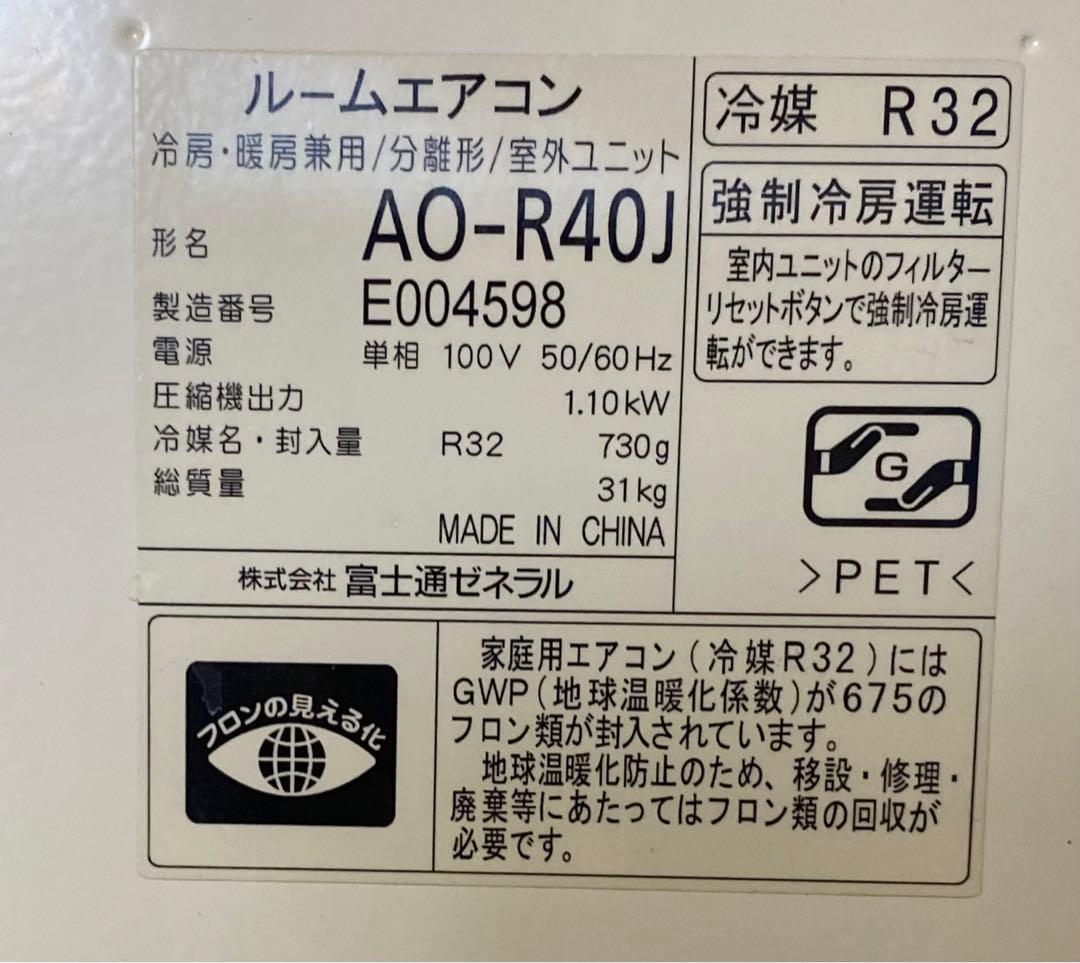 ルームエアコン
冷房・暖房兼用/分離形/室外ユニット
形名 AO-R40J
製造番号 E004598
電源 単相 100V 50/60Hz
圧縮機出力 1.10kW
冷媒名・封入量 R32 730g
総質量 31kg
MADE IN CHINA
株式会社 富士通ゼネラル
冷媒 R32
強制冷房運転
室内ユニットのフィルター
リセットボタンで強制冷房運
転ができます。
G
>PET<
フロンの見える化
家庭用エアコン(冷媒R32)には
GWP(地球温暖化係数)が675の
フロン類が封入されています。
地球温暖化防止のため、移設・修理・
廃棄等にあたってはフロン類の回収が
必要です。